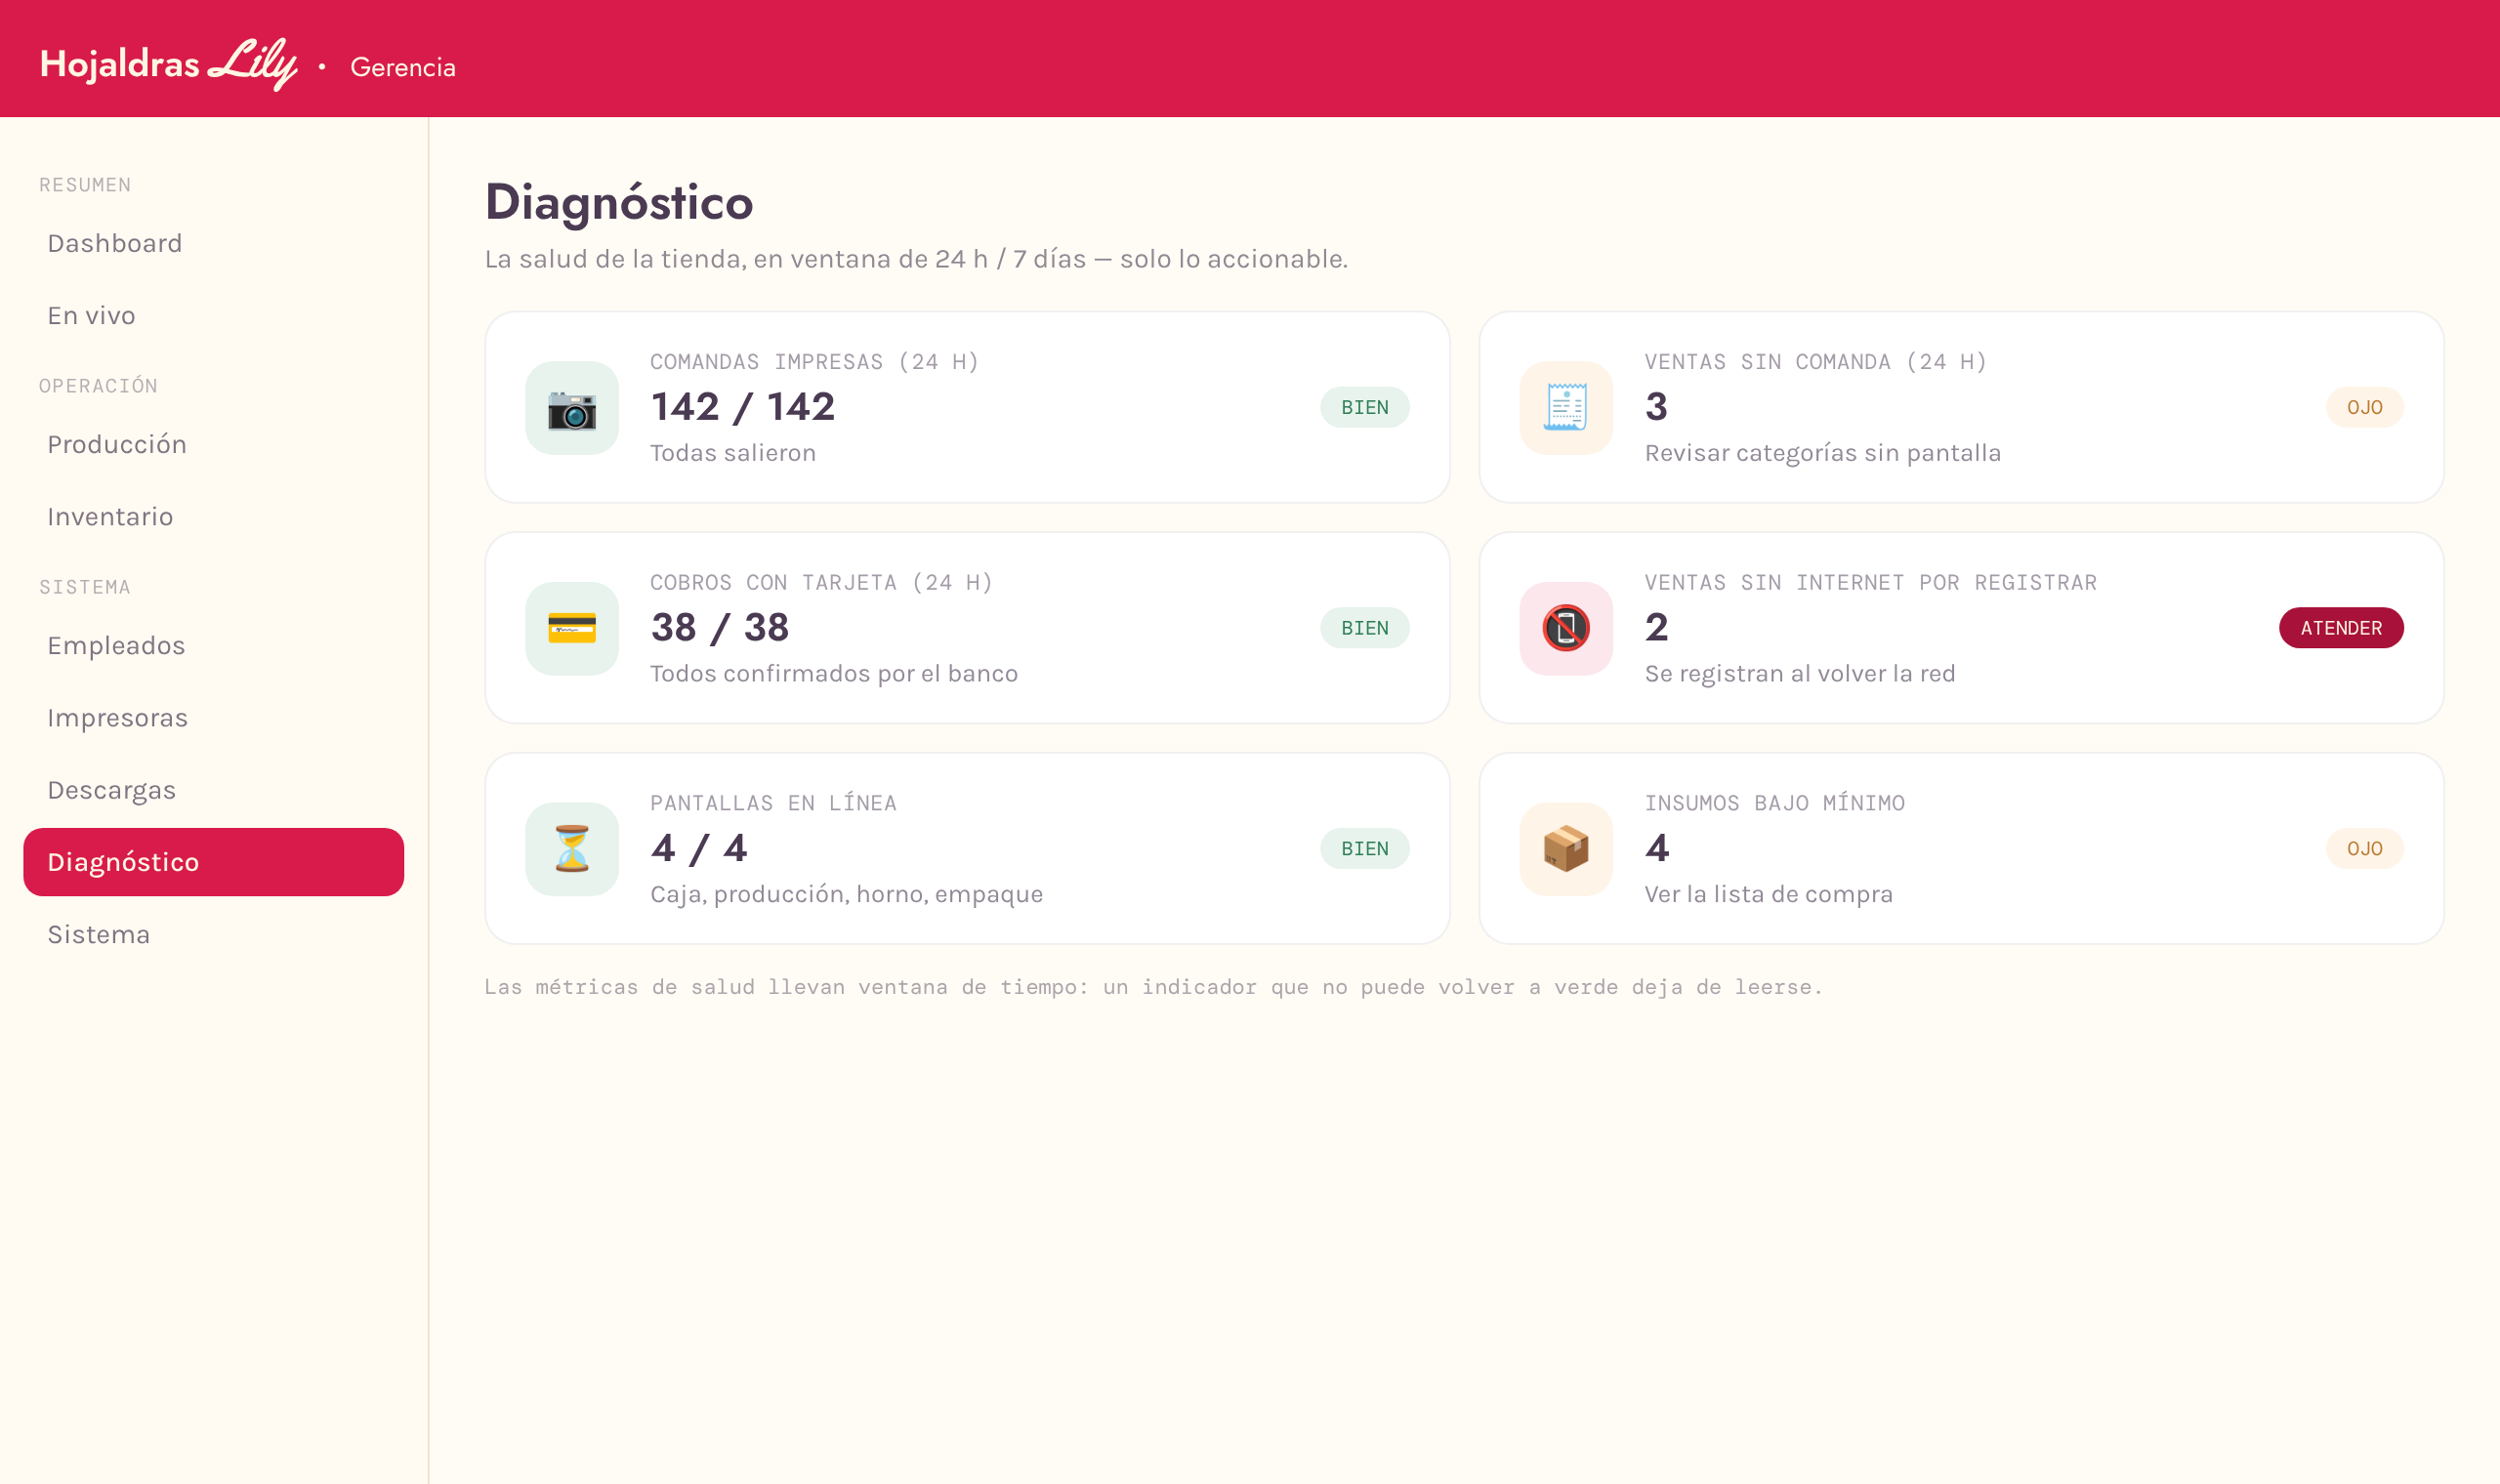 Hojaldras Lily • Gerencia
RESUMEN
Dashboard
En vivo
OPERACIÓN
Producción
Inventario
SISTEMA
Empleados
Impresoras
Descargas
Diagnóstico
Sistema
Diagnóstico
La salud de la tienda, en ventana de 24 h / 7 días — solo lo accionable.
COMANDAS IMPRESAS (24 H)
142 / 142
Todas salieron
BIEN
VENTAS SIN COMANDA (24 H)
3
Revisar categorías sin pantalla
OJO
COBROS CON TARJETA (24 H)
38 / 38
Todos confirmados por el banco
BIEN
VENTAS SIN INTERNET POR REGISTRAR
2
Se registran al volver la red
ATENDER
PANTALLAS EN LÍNEA
4 / 4
Caja, producción, horno, empaque
BIEN
INSUMOS BAJO MÍNIMO
4
Ver la lista de compra
OJO
Las métricas de salud llevan ventana de tiempo: un indicador que no puede volver a verde deja de leerse.